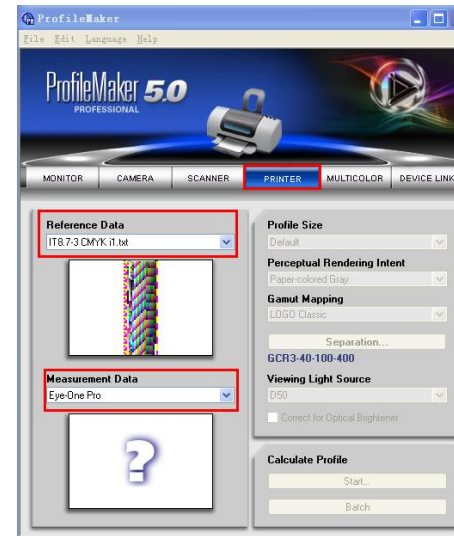 ProfileMaker
File Edit Language Help
ProfileMaker 5.0
PROFESSIONAL
MONITOR CAMERA SCANNER PRINTER MULTICOLOR DEVICE LINK
Reference Data
IT8.7-3 CMYK i1.txt
Measurement Data
Eye-One Pro
?
Profile Size
Default
Perceptual Rendering Intent
Paper-colored Gray
Gamut Mapping
LOGO Classic
Separation...
GCR3-40-100-400
Viewing Light Source
D50
Correct for Optical Brightener
Calculate Profile
Start...
Batch